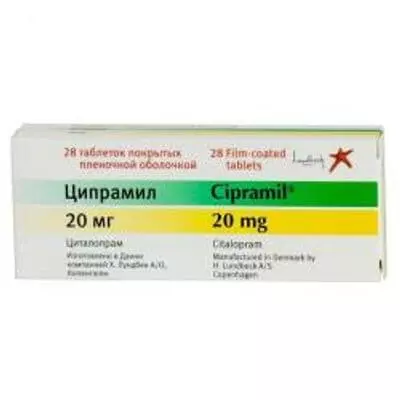 28 таблеток покрытых
пленочной оболочкой
28 Film-coated
tablets
Lundbeck
Ципрамил
Cipramil®
20 мг
20 mg
Циталопрам
Citalopram
Изготовлено в Дании
компанией Х. Лундбек А/О,
Копенгаген
Manufactured in Denmark by
H. Lundbeck A/S
Copenhagen